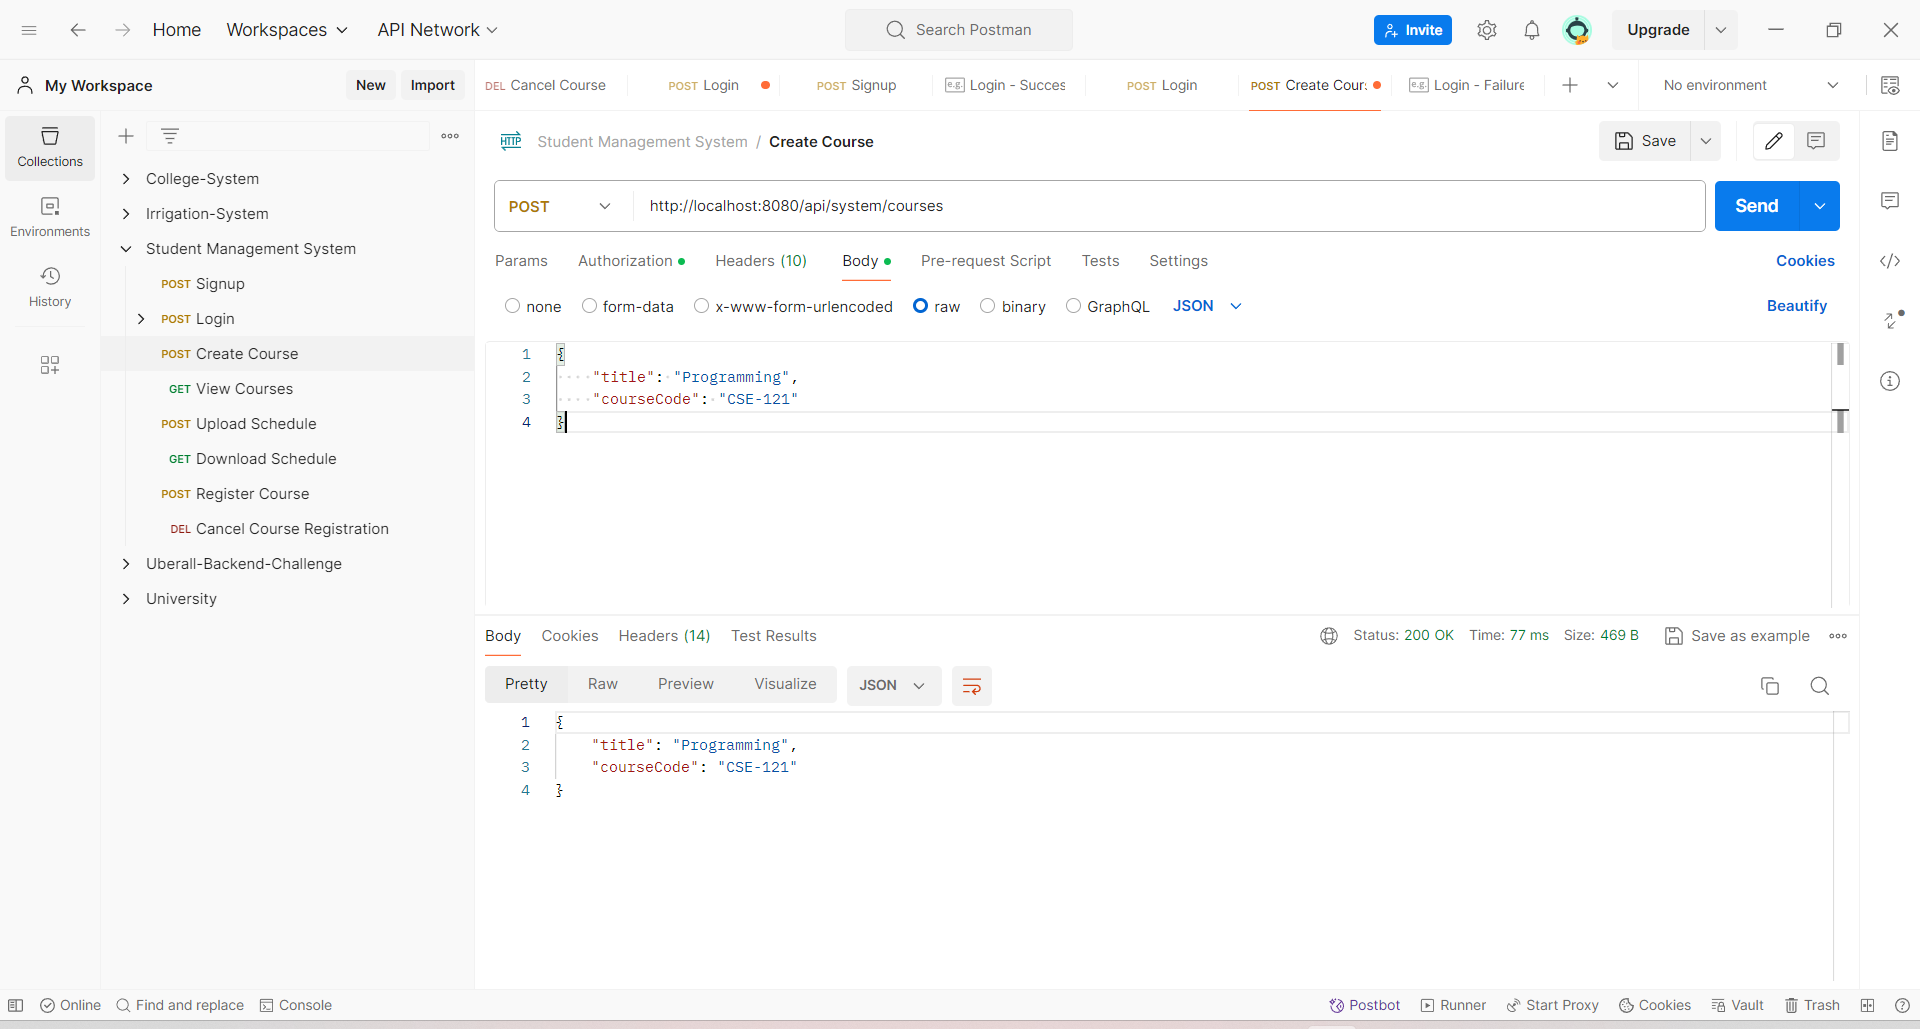 Home Workspaces API Network Search Postman Invite Upgrade
My Workspace New Import
DEL Cancel Course POST Login POST Signup e.g. Login - Succes POST Login POST Create Cour e.g. Login - Failure No environment
Collections
Environments
History
College-System
Irrigation-System
Student Management System
POST Signup
POST Login
POST Create Course
GET View Courses
POST Upload Schedule
GET Download Schedule
POST Register Course
DEL Cancel Course Registration
Uberall-Backend-Challenge
University
HTTP Student Management System / Create Course Save
POST http://localhost:8080/api/system/courses Send
Params Authorization Headers (10) Body Pre-request Script Tests Settings Cookies
none form-data x-www-form-urlencoded raw binary GraphQL JSON Beautify
1 {
2 "title": "Programming",
3 "courseCode": "CSE-121"
4 }
Body Cookies Headers (14) Test Results Status: 200 OK Time: 77 ms Size: 469 B Save as example
Pretty Raw Preview Visualize JSON
1 {
2 "title": "Programming",
3 "courseCode": "CSE-121"
4 }
Online Find and replace Console Postbot Runner Start Proxy Cookies Vault Trash